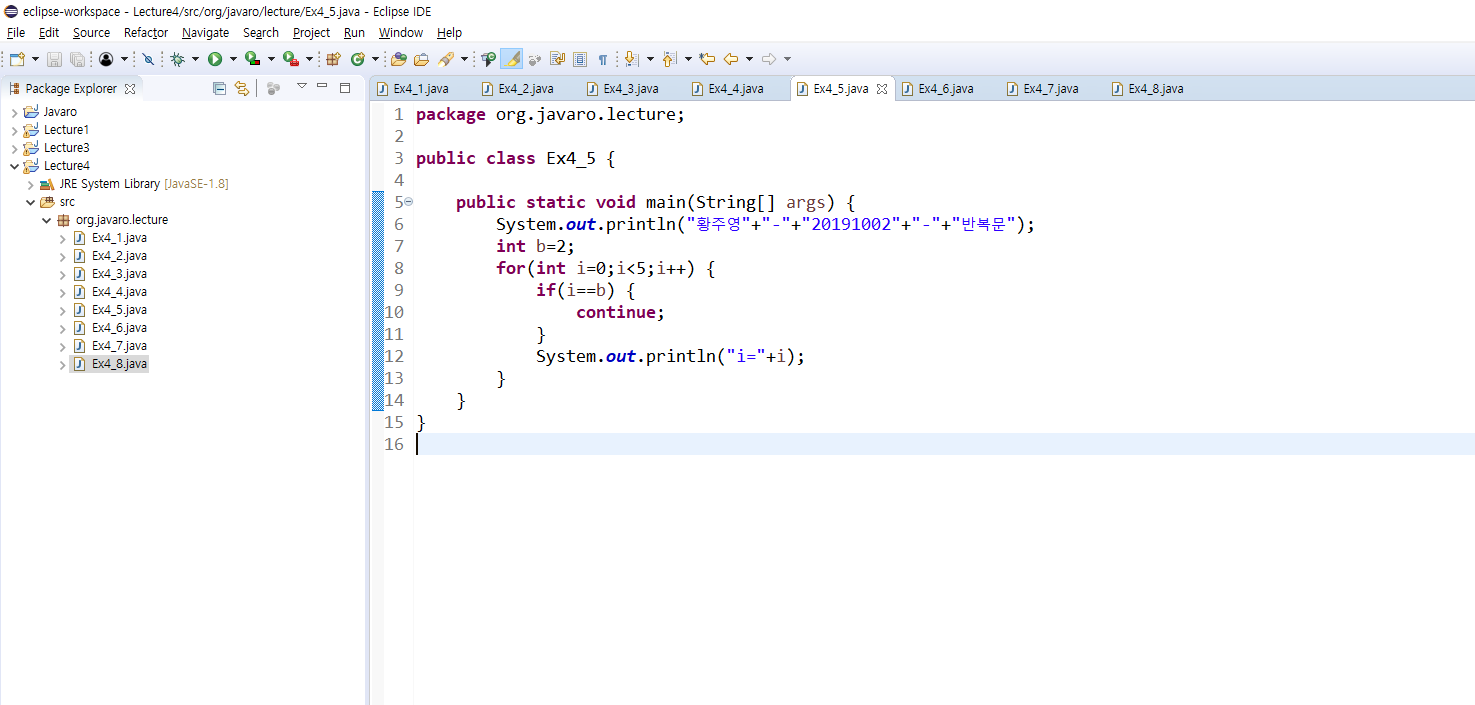 eclipse-workspace - Lecture4/src/org/javaro/lecture/Ex4_5.java - Eclipse IDE
File Edit Source Refactor Navigate Search Project Run Window Help
Package Explorer
Javaro
Lecture1
Lecture3
Lecture4
JRE System Library [JavaSE-1.8]
src
org.javaro.lecture
Ex4_1.java
Ex4_2.java
Ex4_3.java
Ex4_4.java
Ex4_5.java
Ex4_6.java
Ex4_7.java
Ex4_8.java
Ex4_1.java Ex4_2.java Ex4_3.java Ex4_4.java Ex4_5.java Ex4_6.java Ex4_7.java Ex4_8.java
1 package org.javaro.lecture;
2
3 public class Ex4_5 {
4
5 public static void main(String[] args) {
6 System.out.println("황주영"+"-"+"20191002"+"-"+"반복문");
7 int b=2;
8 for(int i=0;i<5;i++) {
9 if(i==b) {
10 continue;
11 }
12 System.out.println("i="+i);
13 }
14 }
15 }
16